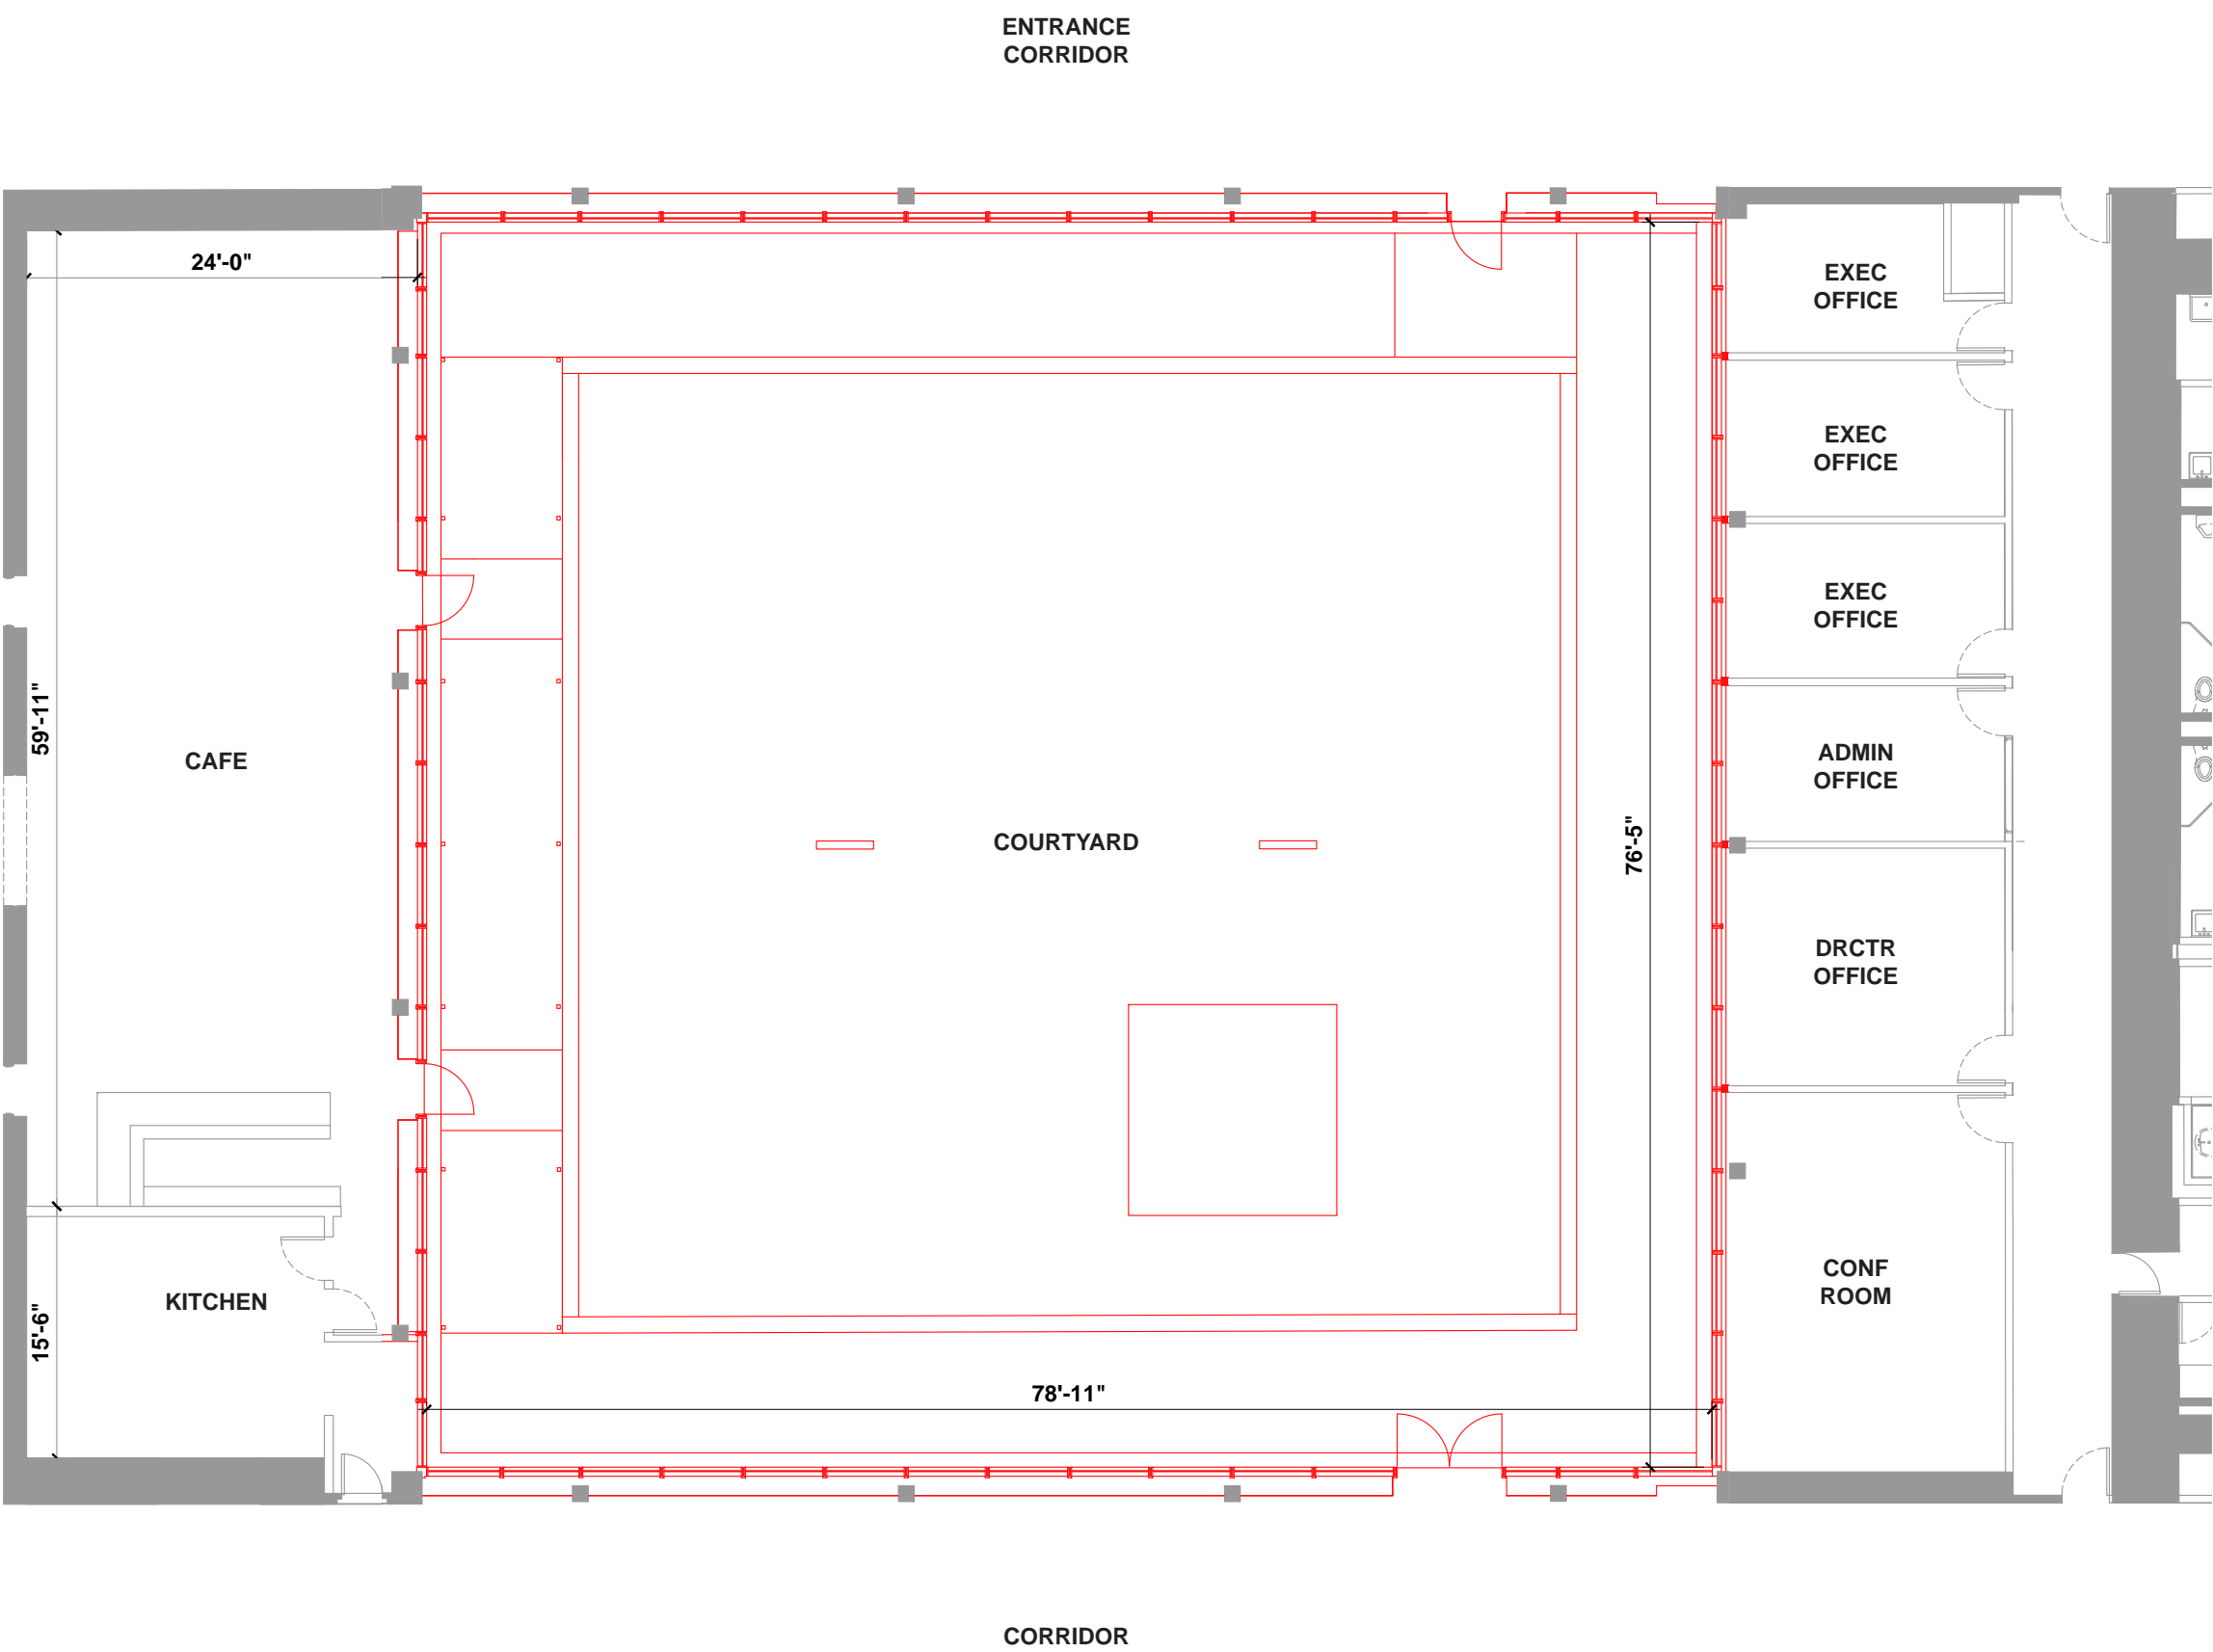 ENTRANCE
CORRIDOR
24'-0"
EXEC
OFFICE
EXEC
OFFICE
EXEC
OFFICE
59'-11"
CAFE
ADMIN
OFFICE
COURTYARD
76'-5"
DRCTR
OFFICE
CONF
ROOM
KITCHEN
15'-6"
78'-11"
CORRIDOR